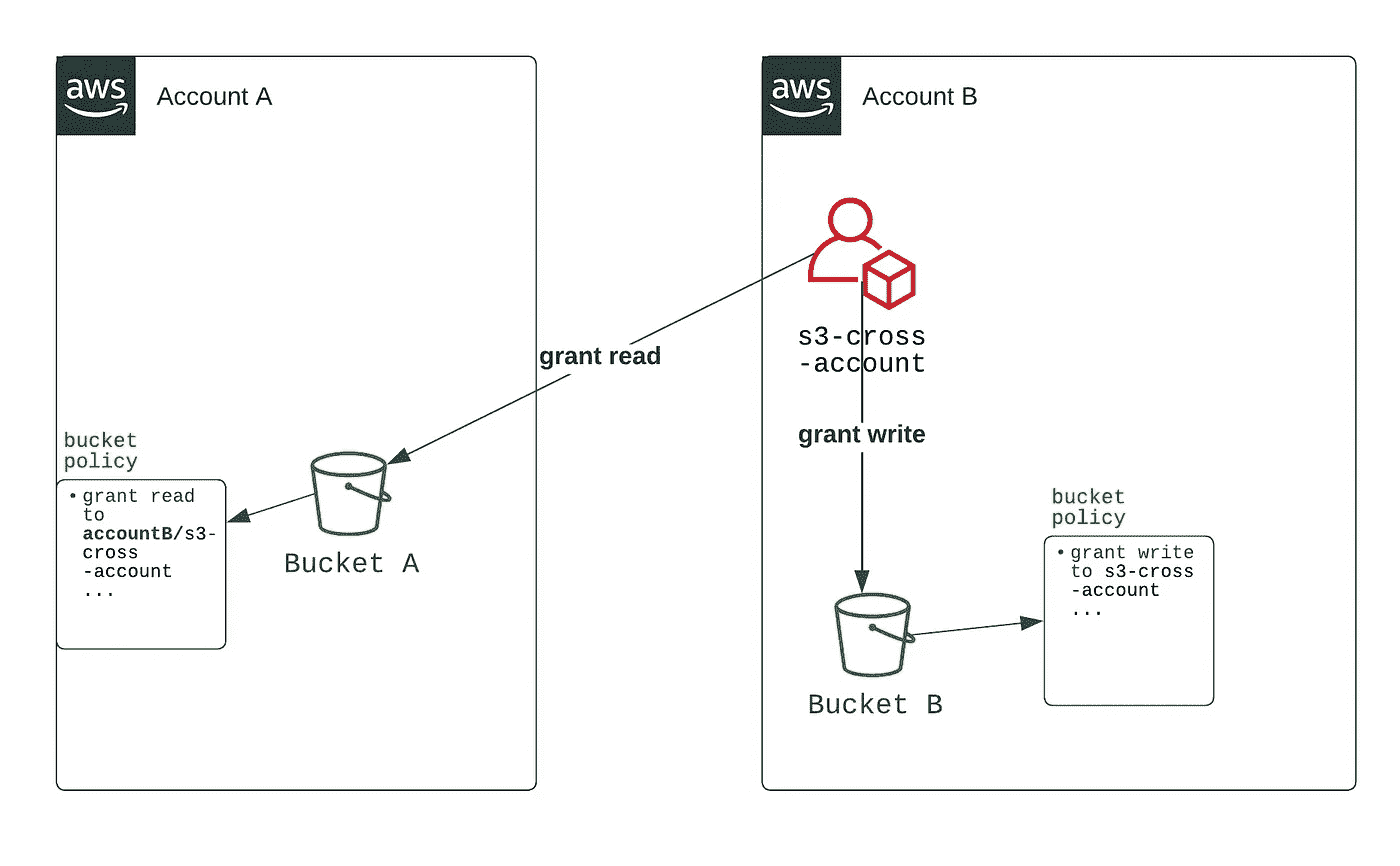 aws
Account A
aws
Account B
s3-cross
-account
grant read
grant write
bucket
policy
• grant read
to
accountB/s3-
cross
-account
...
Bucket A
bucket
policy
• grant write
to s3-cross
-account
...
Bucket B